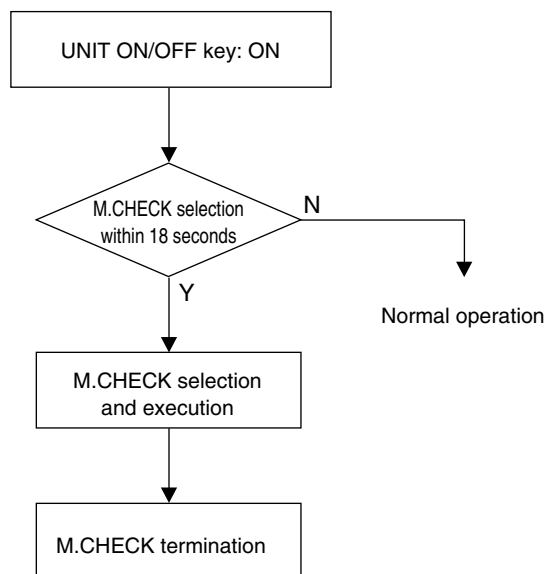 UNIT ON/OFF key: ON
M.CHECK selection
within 18 seconds
N
Y
Normal operation
M.CHECK selection
and execution
M.CHECK termination